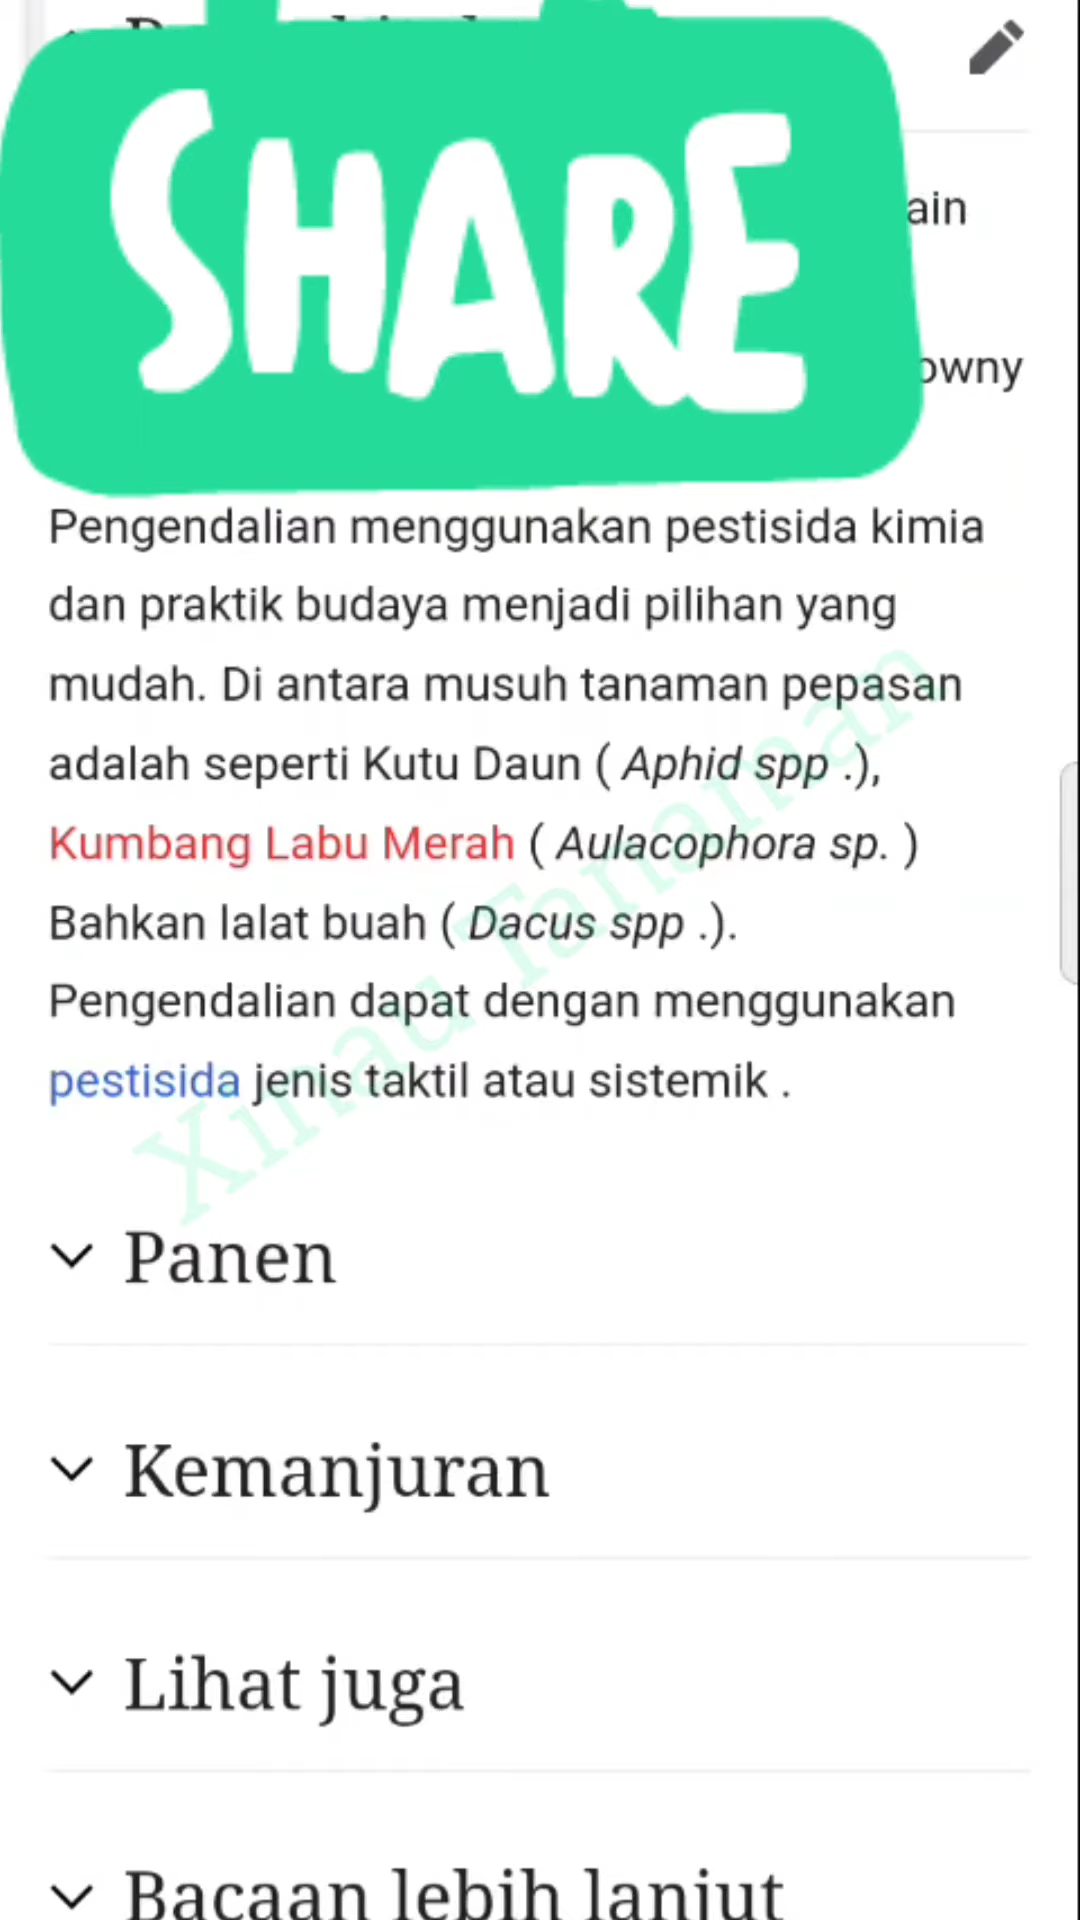 SHARE
ain
owny
Pengendalian menggunakan pestisida kimia
dan praktik budaya menjadi pilihan yang
mudah. Di antara musuh tanaman pepasan
adalah seperti Kutu Daun ( Aphid spp .),
Kumbang Labu Merah ( Aulacophora sp. )
Bahkan lalat buah ( Dacus spp .).
Pengendalian dapat dengan menggunakan
pestisida jenis taktil atau sistemik .
Xinau Tanaman
Panen
Kemanjuran
Lihat juga
Bacaan lebih lanjut